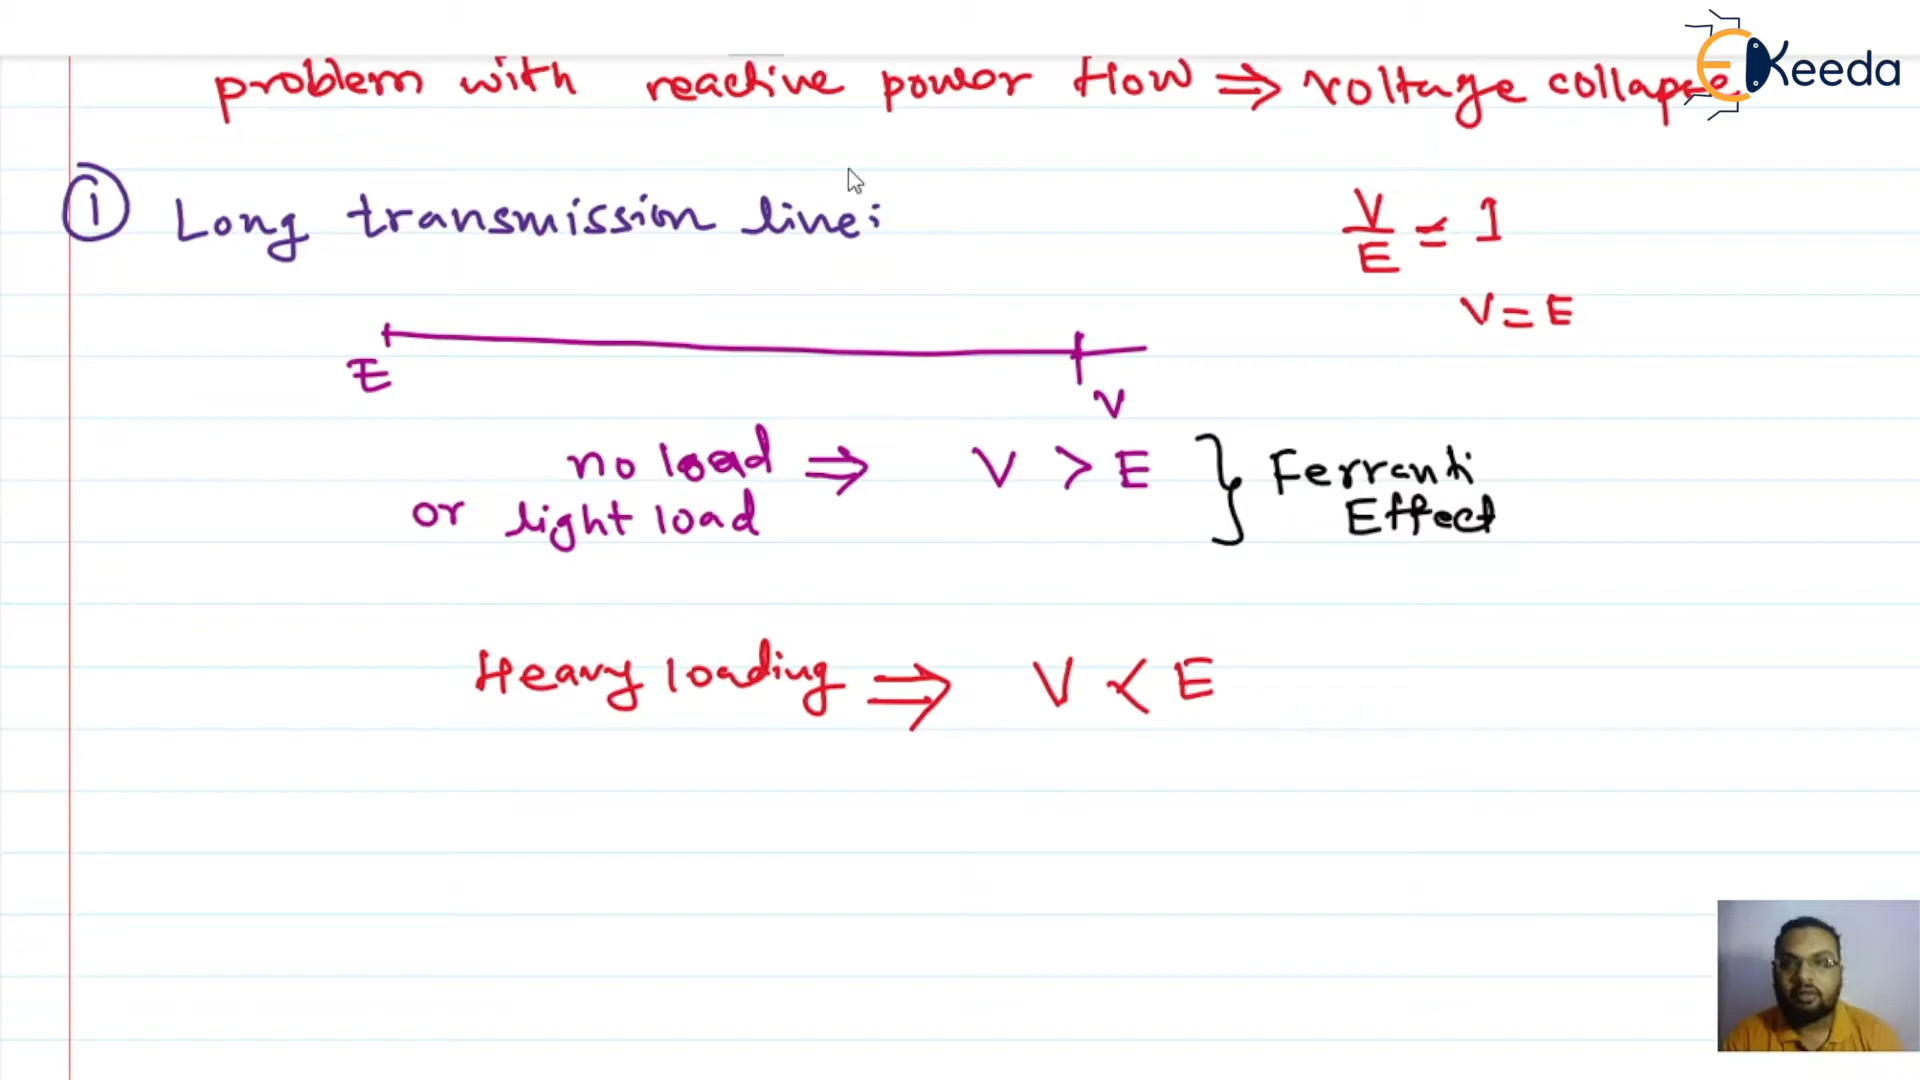 problem with reactive power flow ⇒ voltage collapse
EKeeda
① Long transmission line:
V/E = 1
V = E
E
V
no load ⇒ V > E } Ferranti
or light load Effect
Heavy loading ⇒ V < E